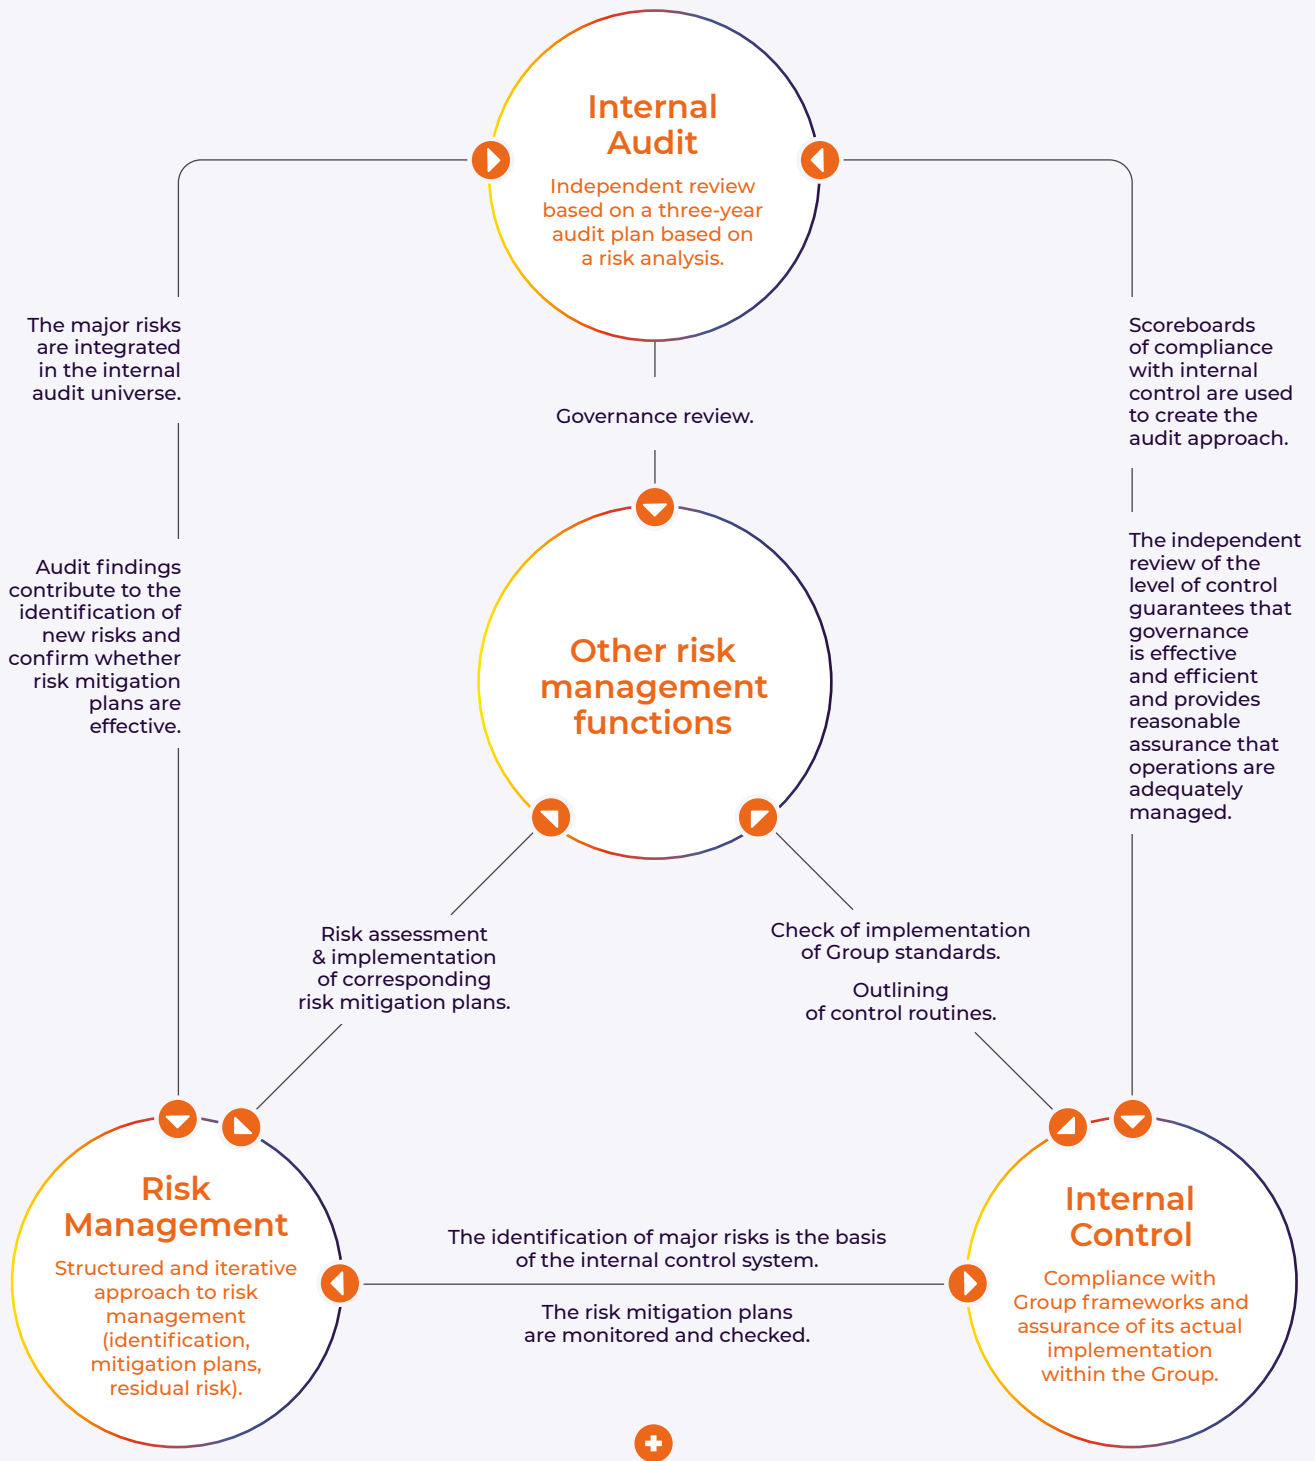 Internal
Audit
Independent review
based on a three-year
audit plan based on
a risk analysis.
The major risks
are integrated
in the internal
audit universe.
Scoreboards
of compliance
with internal
control are used
to create the
audit approach.
Governance review.
Audit findings
contribute to the
identification of
new risks and
confirm whether
risk mitigation
plans are
effective.
The independent
review of the
level of control
guarantees that
governance
is effective
and efficient
and provides
reasonable
assurance that
operations are
adequately
managed.
Other risk
management
functions
Risk assessment
& implementation
of corresponding
risk mitigation plans.
Check of implementation
of Group standards.
Outlining
of control routines.
Risk
Management
Structured and iterative
approach to risk
management
(identification,
mitigation plans,
residual risk).
The identification of major risks is the basis
of the internal control system.
The risk mitigation plans
are monitored and checked.
Internal
Control
Compliance with
Group frameworks and
assurance of its actual
implementation
within the Group.